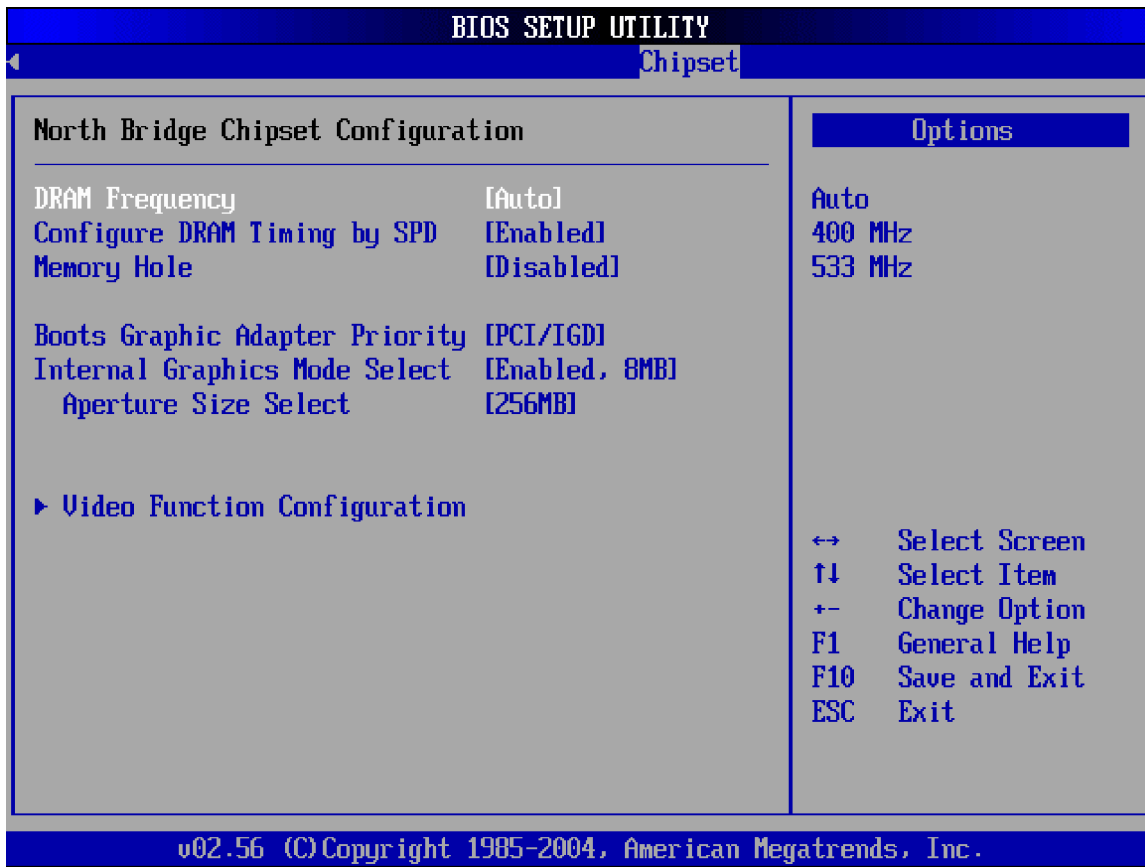 BIOS SETUP UTILITY
Chipset
North Bridge Chipset Configuration
DRAM Frequency [Auto]
Configure DRAM Timing by SPD [Enabled]
Memory Hole [Disabled]
Boots Graphic Adapter Priority [PCI/IGD]
Internal Graphics Mode Select [Enabled, 8MB]
Aperture Size Select [256MB]
Video Function Configuration
Options
Auto
400 MHz
533 MHz
←→ Select Screen
↑↓ Select Item
+- Change Option
F1 General Help
F10 Save and Exit
ESC Exit
v02.56 (C)Copyright 1985-2004, American Megatrends, Inc.